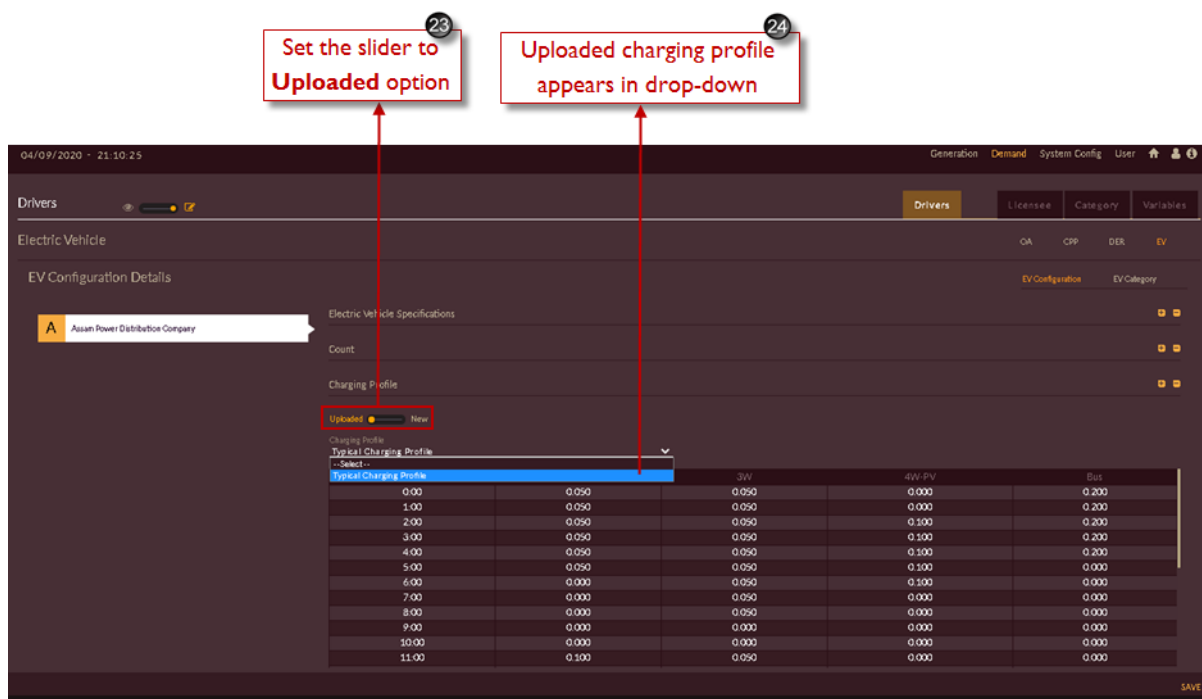 23
24
Set the slider to
Uploaded option
Uploaded charging profile
appears in drop-down
04/09/2020 - 21:10:25
Generation Demand System Config User
Drivers
Drivers Licensee Category Variables
Electric Vehicle
OA CPP DER EV
EV Configuration Details
EV Configuration EV Category
A Assam Power Distribution Company
Electric Vehicle Specifications
Count
Charging Profile
Uploaded New
Charging Profile
Typical Charging Profile
--Select--
Typical Charging Profile
3W 4W-PV Bus
0:00 0.050 0.050 0.000 0.200
1:00 0.050 0.050 0.000 0.200
2:00 0.050 0.050 0.100 0.200
3:00 0.050 0.050 0.100 0.200
4:00 0.050 0.050 0.100 0.200
5:00 0.050 0.050 0.100 0.000
6:00 0.000 0.050 0.100 0.000
7:00 0.000 0.050 0.000 0.000
8:00 0.000 0.050 0.000 0.000
9:00 0.000 0.000 0.000 0.000
10:00 0.000 0.000 0.000 0.000
11:00 0.100 0.050 0.000 0.000
SAVE